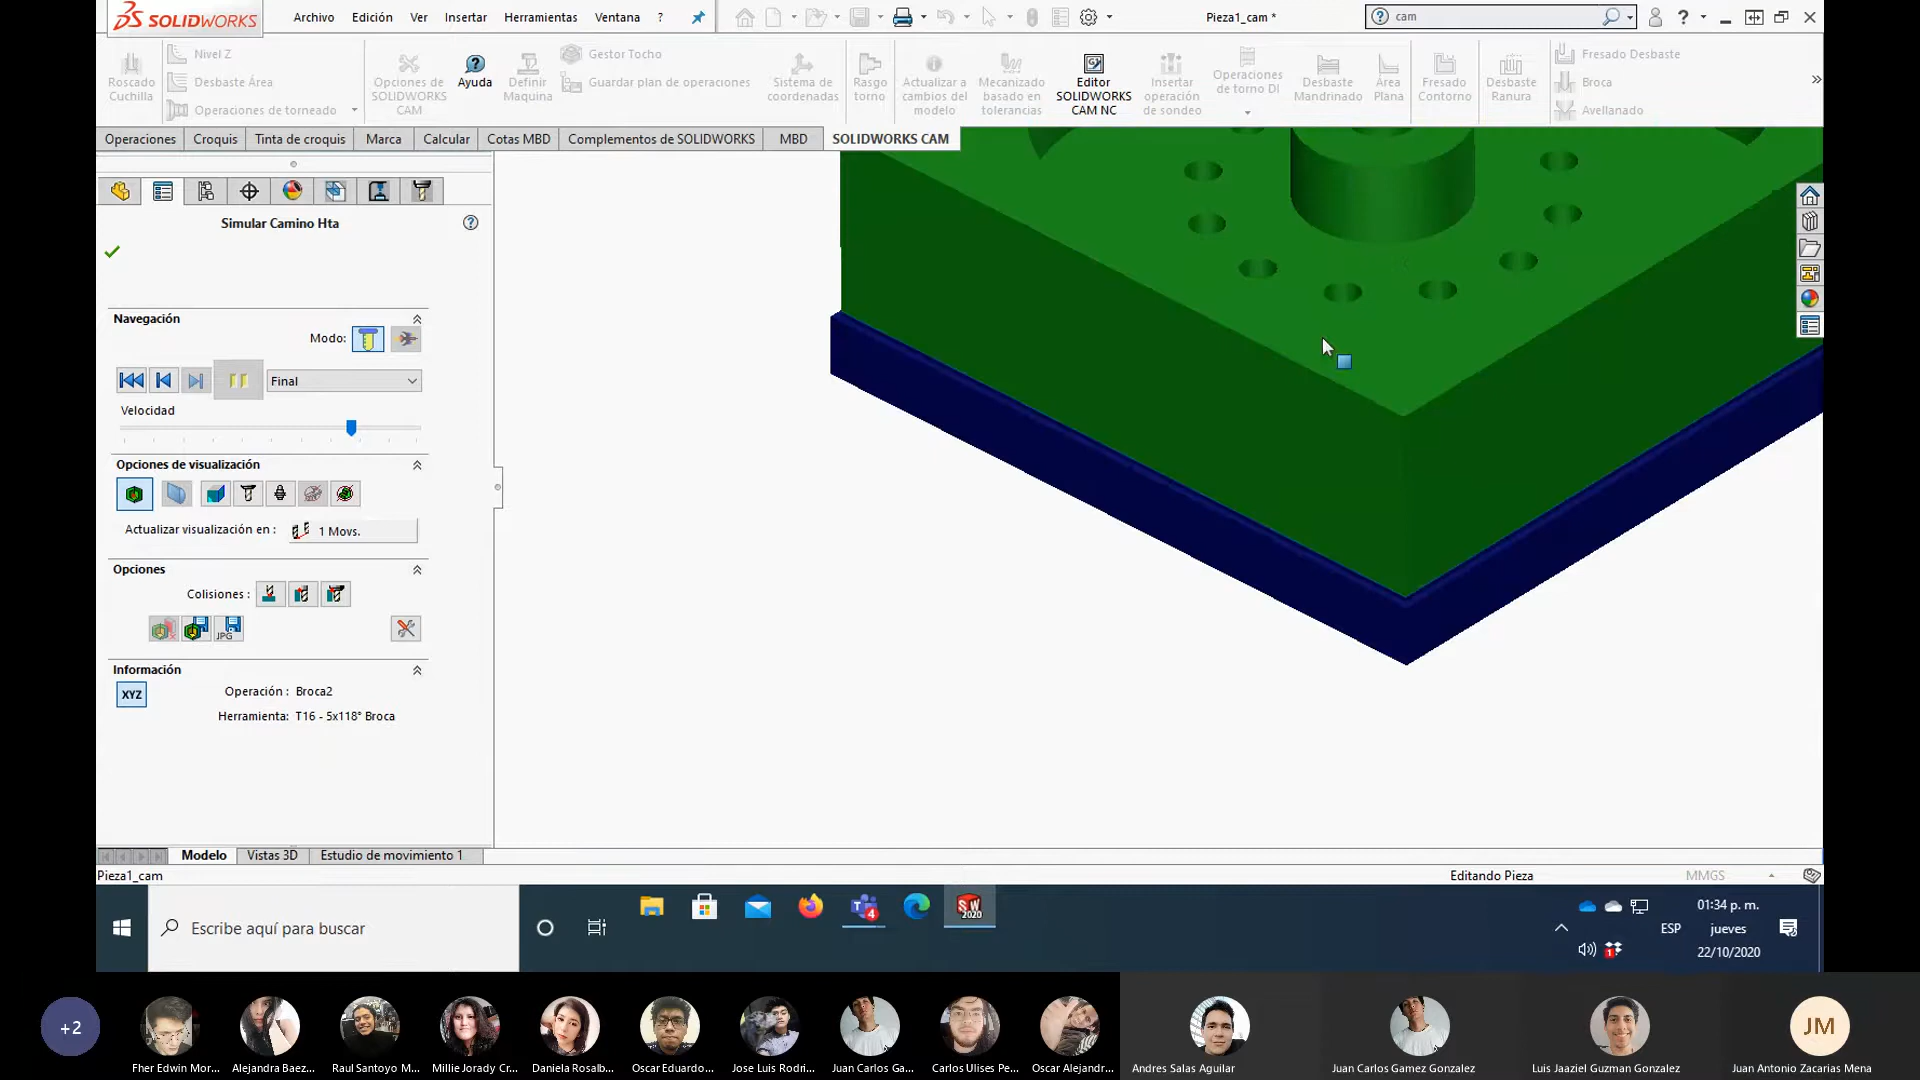 SOLIDWORKS
Archivo Edición Ver Insertar Herramientas Ventana ?
Pieza1_cam *
cam
Roscado
Cuchilla
Nivel Z
Desbaste Área
Operaciones de torneado
Opciones de
SOLIDWORKS
CAM
Ayuda
Definir
Maquina
Gestor Tocho
Guardar plan de operaciones
Sistema de
coordenadas
Rasgo
torno
Actualizar a
cambios del
modelo
Mecanizado
basado en
tolerancias
Editor
SOLIDWORKS
CAM NC
Insertar
operación
de sondeo
Operaciones
de torno DI
Desbaste
Mandrinado
Area
Plana
Fresado
Contorno
Desbaste
Ranura
Fresado Desbaste
Broca
Avellanado
Operaciones Croquis Tinta de croquis Marca Calcular Cotas MBD Complementos de SOLIDWORKS MBD SOLIDWORKS CAM
Simular Camino Hta
Navegación
Modo:
Final
Velocidad
Opciones de visualización
Actualizar visualización en : 1 Movs.
Opciones
Colisiones :
JPG
Información
XYZ
Operación : Broca2
Herramienta: T16 - 5x118° Broca
Modelo Vistas 3D Estudio de movimiento 1
Pieza1_cam
Editando Pieza
MMGS
Escribe aquí para buscar
4
SW
2020
ESP
01:34 p. m.
jueves
22/10/2020
1
+2
JM
Fher Edwin Mor... Alejandra Baez... Raul Santoyo M... Millie Jorady Cr... Daniela Rosalb... Oscar Eduardo... Jose Luis Rodri... Juan Carlos Ga... Carlos Ulises Pe... Oscar Alejandr... Andres Salas Aguilar Juan Carlos Gamez Gonzalez Luis Jaaziel Guzman Gonzalez Juan Antonio Zacarias Mena